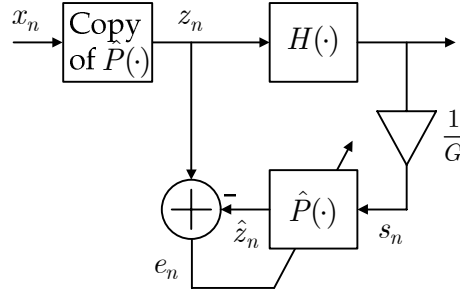 x_n
Copy
of P̂(·)
z_n
H(·)
1
G
-
+
P̂(·)
ẑ_n
s_n
e_n